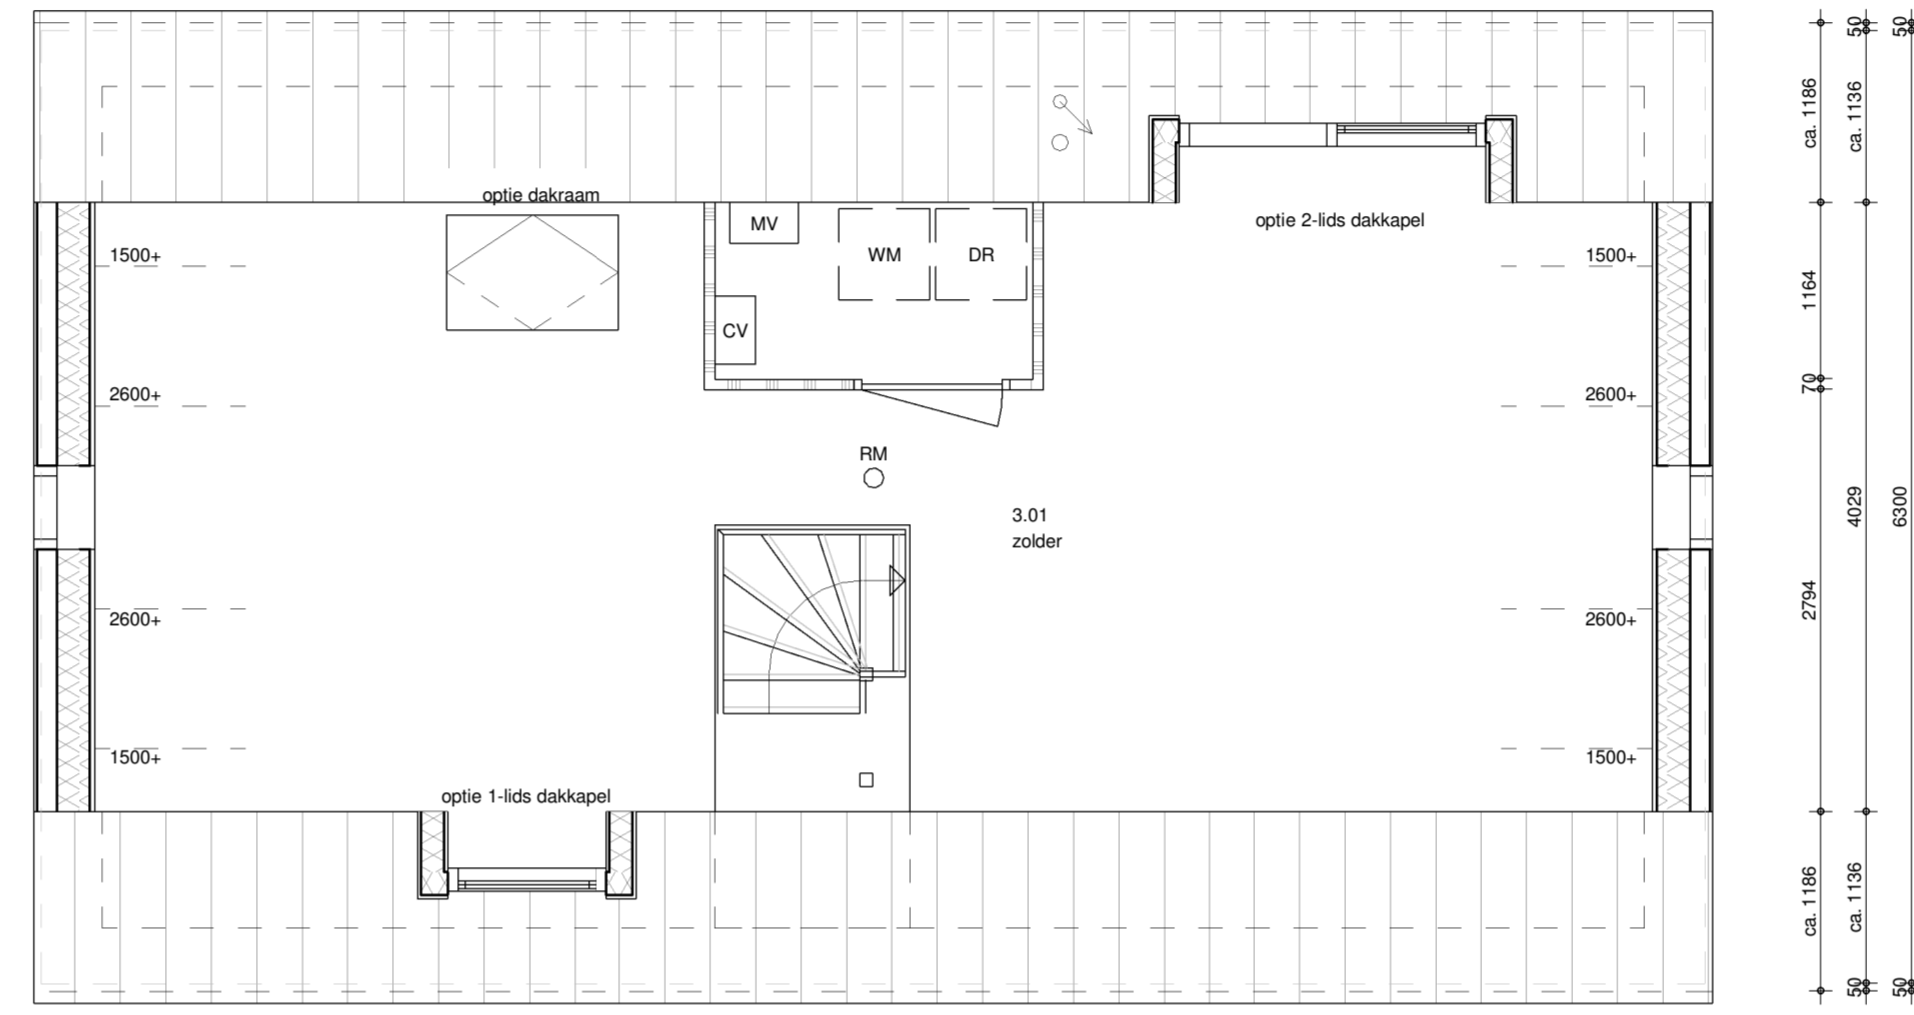 optie dakraam
MV
WM
DR
CV
optie 2-lids dakkapel
1500+
1500+
2600+
2600+
RM
3.01
zolder
2600+
2600+
1500+
1500+
optie 1-lids dakkapel
ca. 1186
1164
70
2794
ca. 1186
50
ca. 1136
4029
ca. 1136
50
50
6300
50